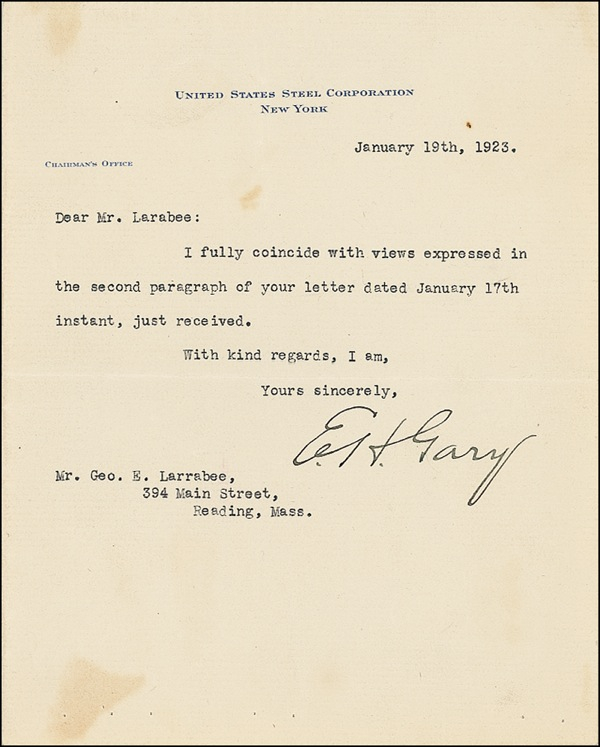 United States Steel Corporation
New York
January 19th, 1923.
Chairman's Office
Dear Mr. Larabee:
I fully coincide with views expressed in
the second paragraph of your letter dated January 17th
instant, just received.
With kind regards, I am,
Yours sincerely,
E.H. Gary
Mr. Geo. E. Larrabee,
394 Main Street,
Reading, Mass.